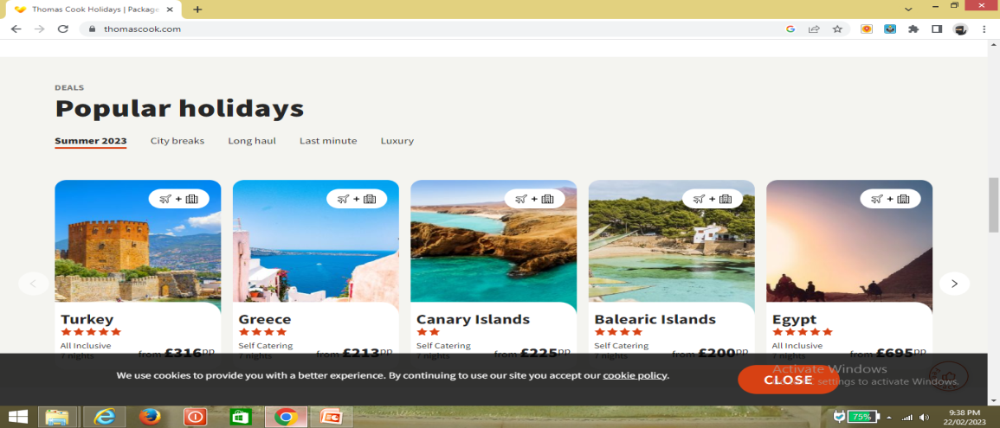 Thomas Cook Holidays | Package
thomascook.com
DEALS
Popular holidays
Summer 2023 City breaks Long haul Last minute Luxury
Turkey
All Inclusive
7 nights from £316pp
Greece
Self Catering
7 nights from £213pp
Canary Islands
Self Catering
7 nights from £225pp
Balearic Islands
Self Catering
7 nights from £200pp
Egypt
All Inclusive
7 nights from £695pp
We use cookies to provide you with a better experience. By continuing to use our site you accept our cookie policy.
CLOSE
Activate Windows
settings to activate Windows.
75%
9:38 PM
22/02/2023